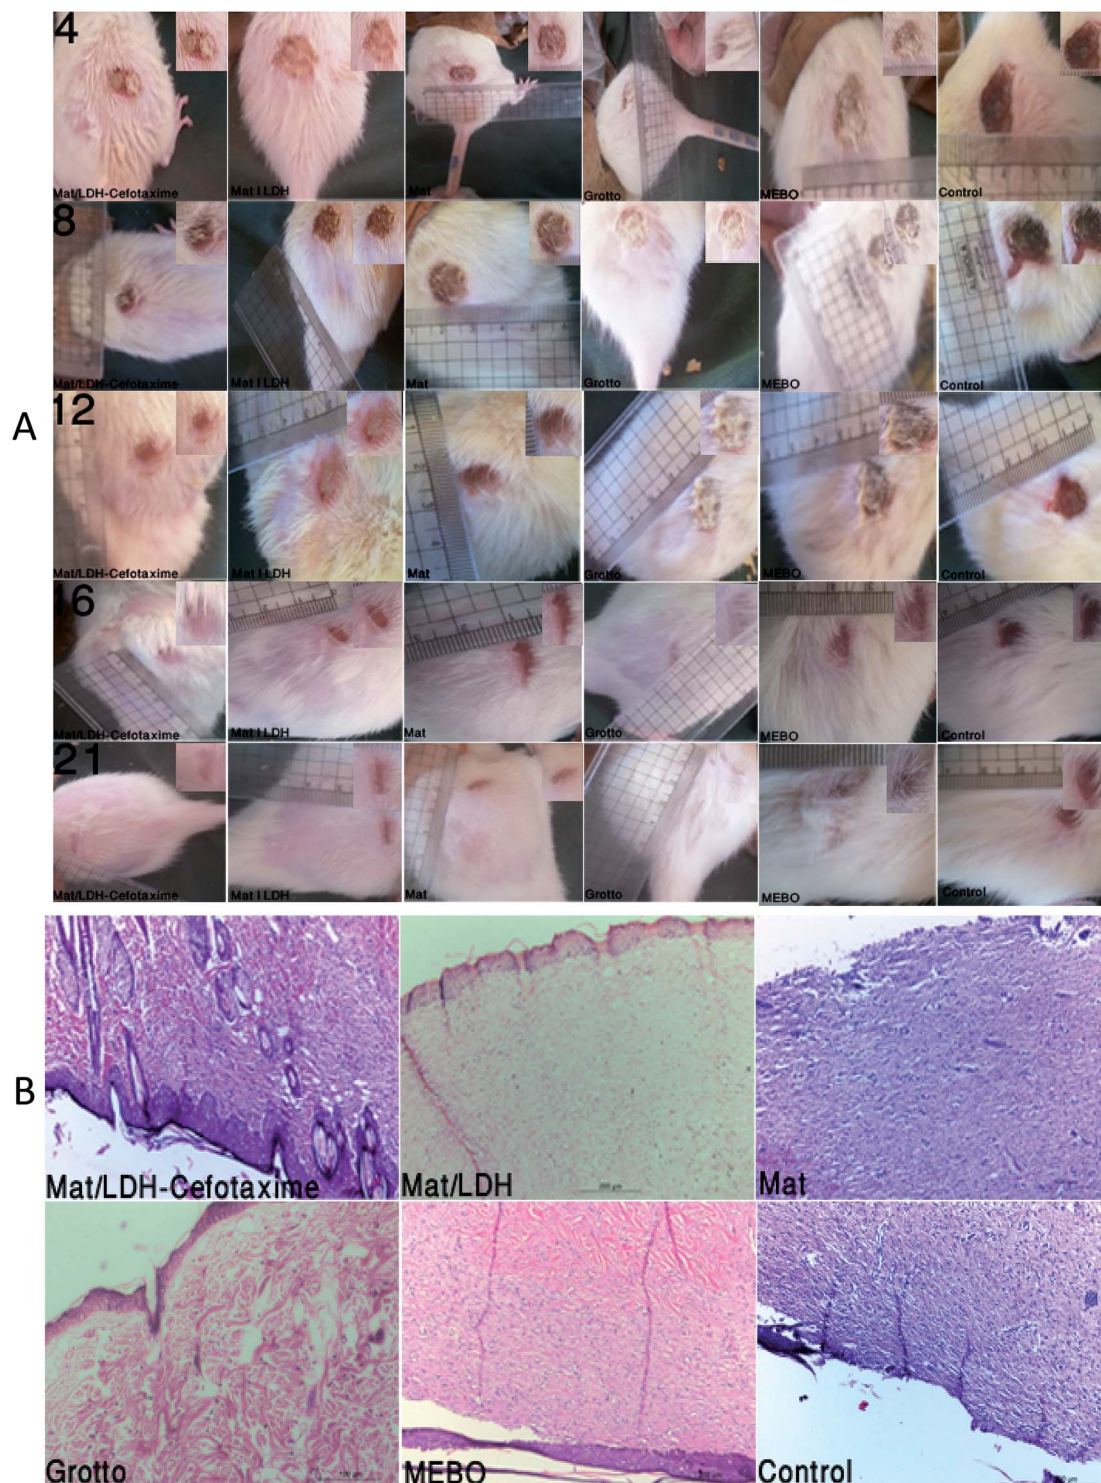 4
Mat/LDH-Cefotaxime
Mat I LDH
Mat
Grotto
MEBO
Control
8
Mat/LDH-Cefotaxime
Mat I LDH
Mat
Grotto
MEBO
Control
A
12
Mat/LDH-Cefotaxime
Mat I LDH
Mat
Grotto
MEBO
Control
16
Mat/LDH-Cefotaxime
Mat I LDH
Mat
Grotto
MEBO
Control
21
Mat/LDH-Cefotaxime
Mat I LDH
Mat
Grotto
MEBO
Control
B
Mat/LDH-Cefotaxime
Mat/LDH
Mat
Grotto
100 µm
MEBO
Control